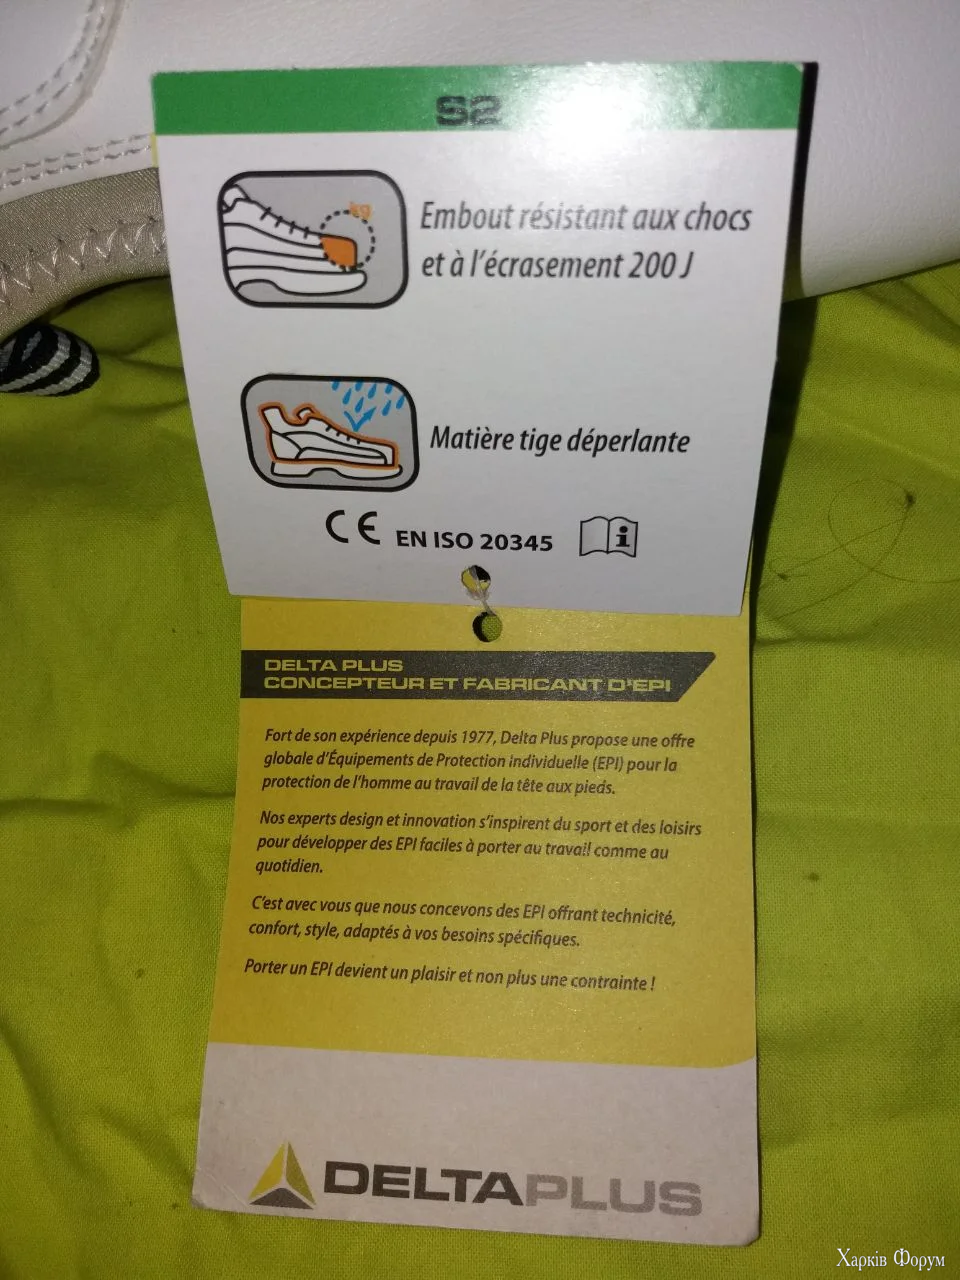 S2
kg
Embout résistant aux chocs
et à l'écrasement 200 J
Matière tige déperlante
CE EN ISO 20345 i
DELTA PLUS
CONCEPTEUR ET FABRICANT D'EPI
Fort de son expérience depuis 1977, Delta Plus propose une offre
globale d'Équipements de Protection individuelle (EPI) pour la
protection de l'homme au travail de la tête aux pieds.
Nos experts design et innovation s'inspirent du sport et des loisirs
pour développer des EPI faciles à porter au travail comme au
quotidien.
C'est avec vous que nous concevons des EPI offrant technicité,
confort, style, adaptés à vos besoins spécifiques.
Porter un EPI devient un plaisir et non plus une contrainte !
DELTAPLUS
Харкiв Форум